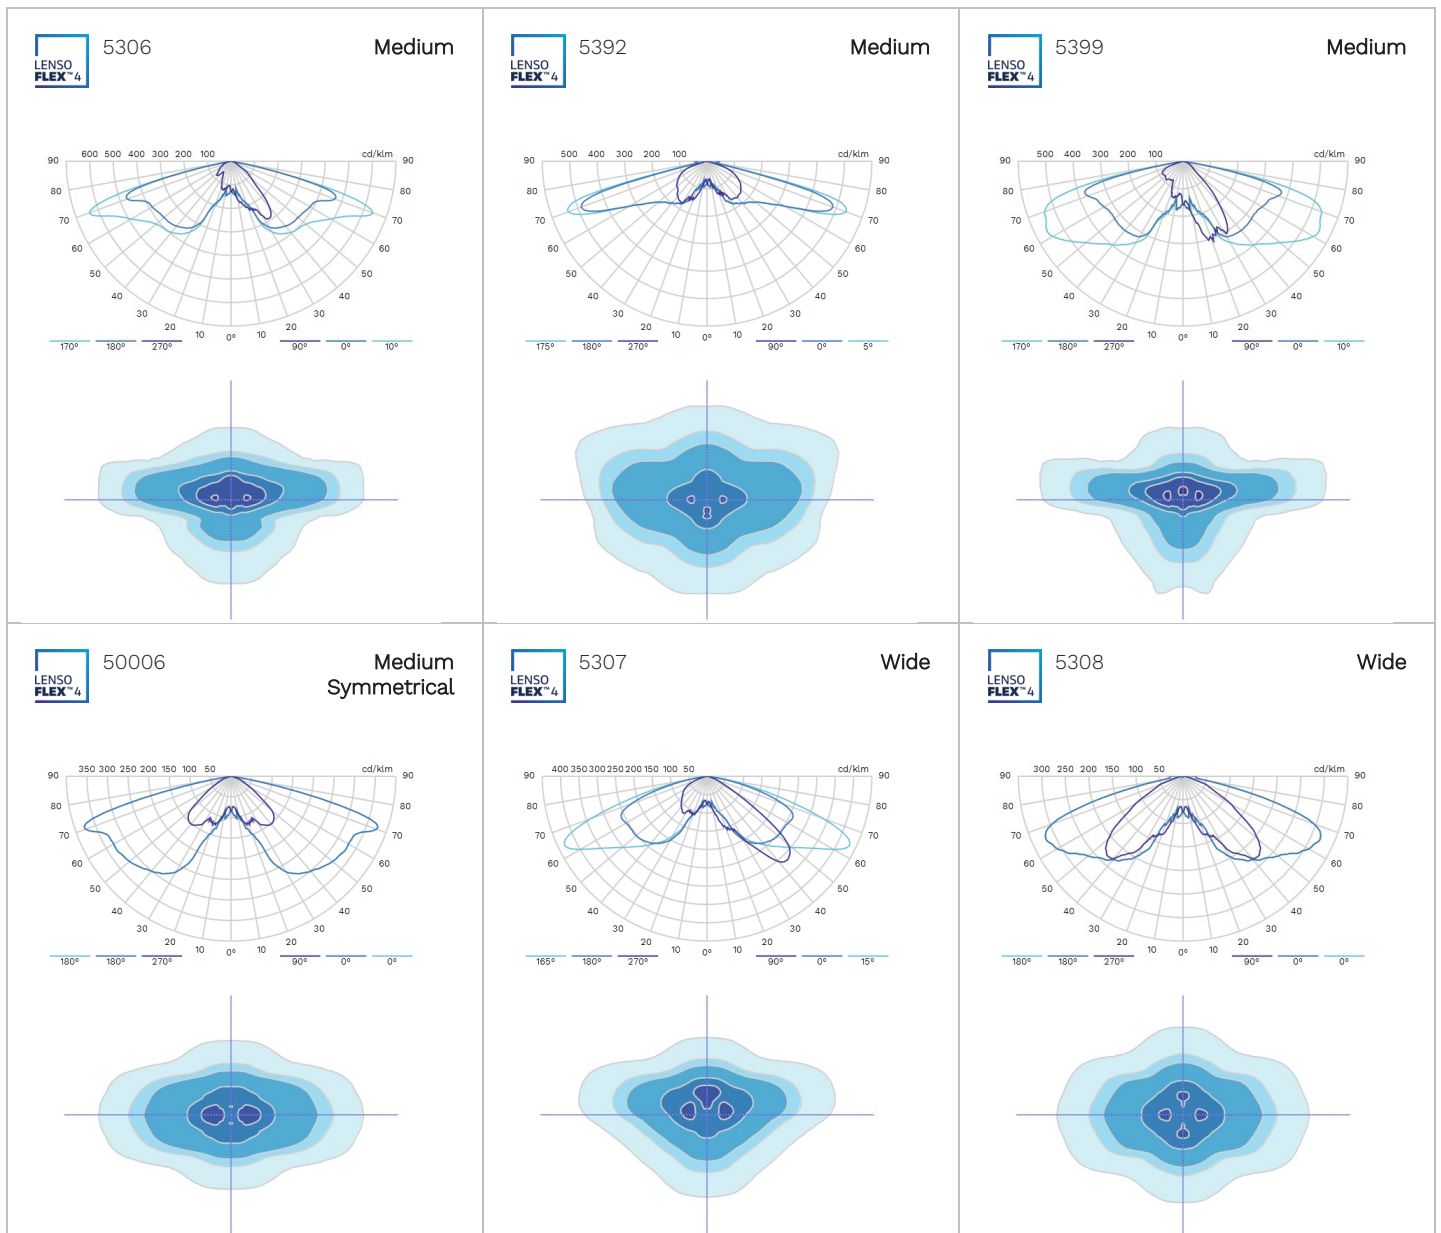 LENSO
FLEX™4
5306
Medium
90 600 500 400 300 200 100 cd/klm 90
80 80
70 70
60 60
50 50
40 40
30 30
20 10 0° 10 20
170° 180° 270° 90° 0° 10°
LENSO
FLEX™4
5392
Medium
90 500 400 300 200 100 cd/klm 90
80 80
70 70
60 60
50 50
40 40
30 30
20 10 0° 10 20
175° 180° 270° 90° 0° 5°
LENSO
FLEX™4
5399
Medium
90 500 400 300 200 100 cd/klm 90
80 80
70 70
60 60
50 50
40 40
30 30
20 10 0° 10 20
170° 180° 270° 90° 0° 10°
LENSO
FLEX™4
50006
Medium
Symmetrical
90 350 300 250 200 150 100 50 cd/klm 90
80 80
70 70
60 60
50 50
40 40
30 30
20 10 0° 10 20
180° 180° 270° 90° 0° 0°
LENSO
FLEX™4
5307
Wide
90 400 350 300 250 200 150 100 50 cd/klm 90
80 80
70 70
60 60
50 50
40 40
30 30
20 10 0° 10 20
165° 180° 270° 90° 0° 15°
LENSO
FLEX™4
5308
Wide
90 300 250 200 150 100 50 cd/klm 90
80 80
70 70
60 60
50 50
40 40
30 30
20 10 0° 10 20
180° 180° 270° 90° 0° 0°